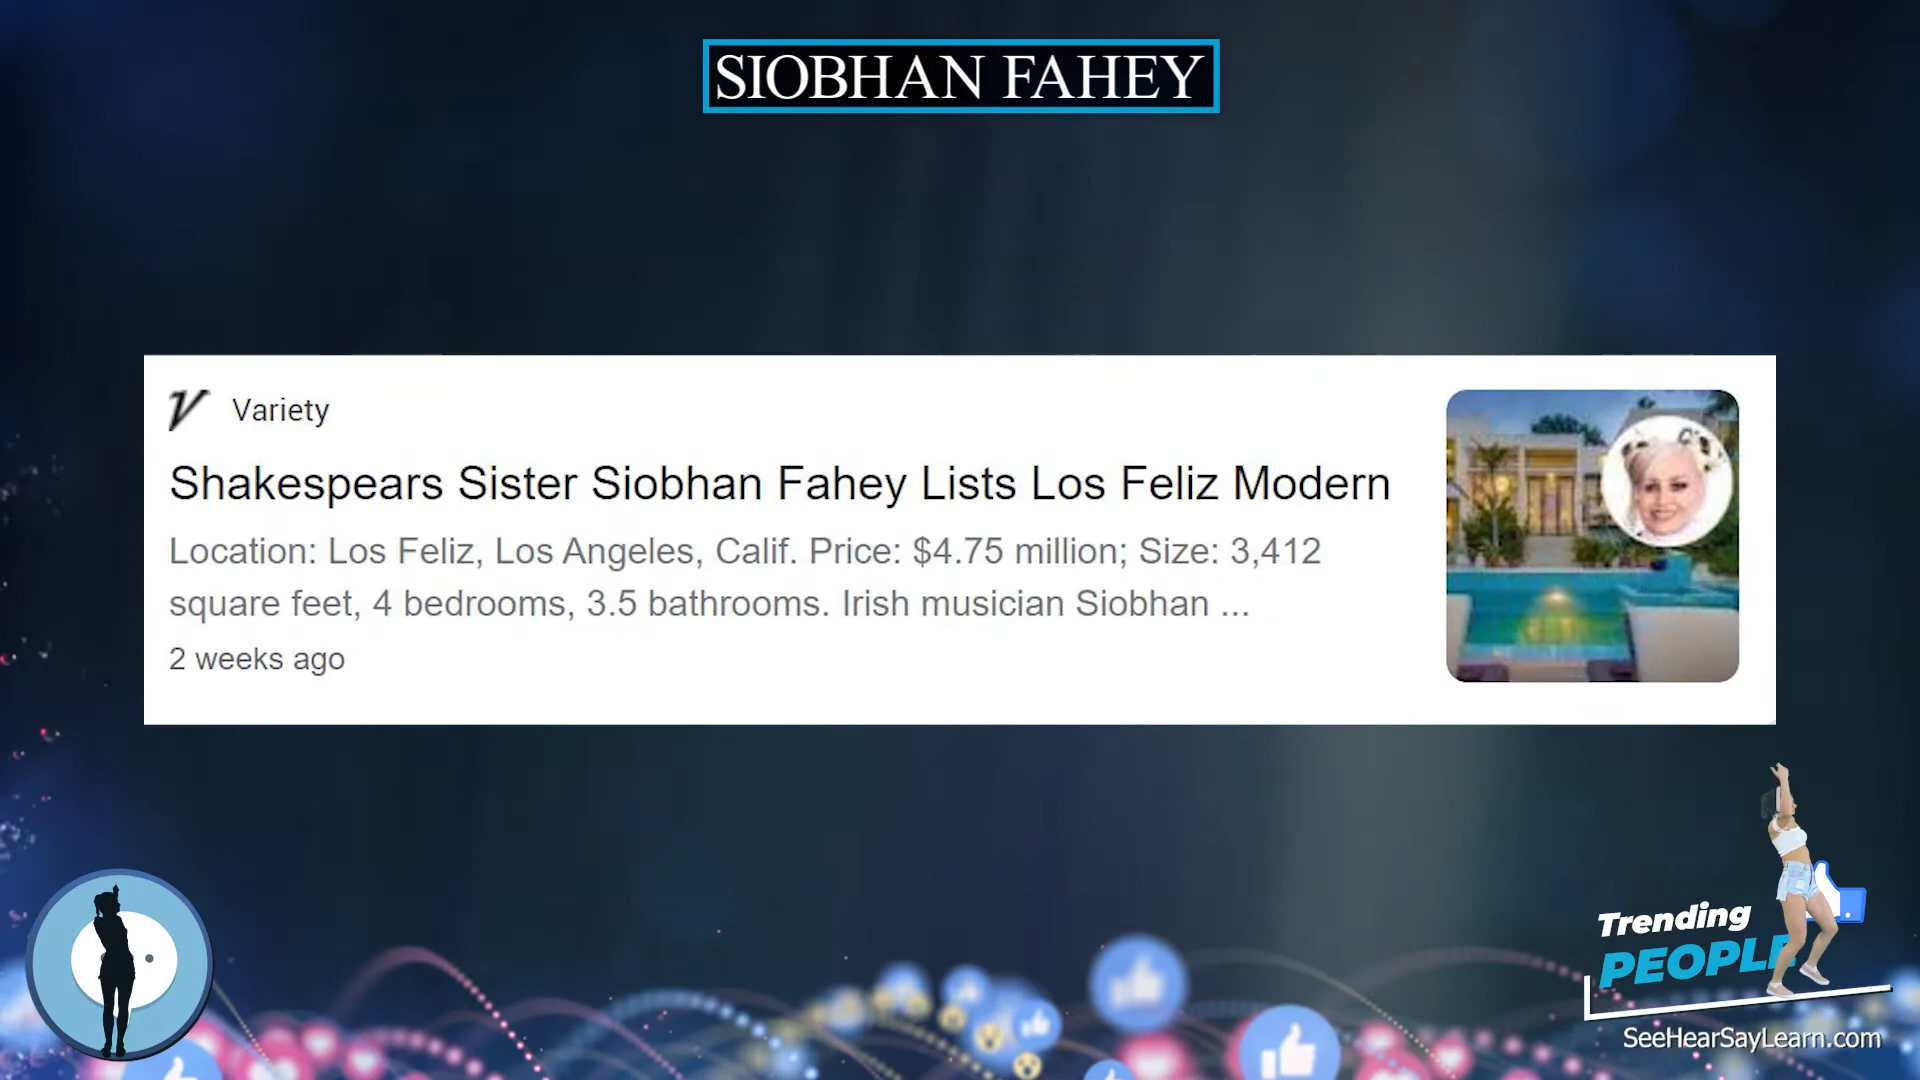 SIOBHAN FAHEY
Variety
Shakespears Sister Siobhan Fahey Lists Los Feliz Modern
Location: Los Feliz, Los Angeles, Calif. Price: $4.75 million; Size: 3,412
square feet, 4 bedrooms, 3.5 bathrooms. Irish musician Siobhan ...
2 weeks ago
Trending
PEOPLE
SeeHearSayLearn.com